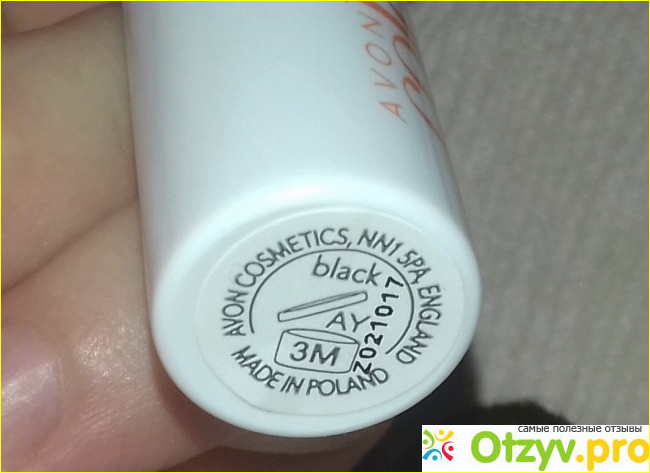 AVON
AVON COSMETICS, NN1 5PA, ENGLAND
black
AY
3M
Z021017
MADE IN POLAND
самые полезные отзывы
Otzyv.pro